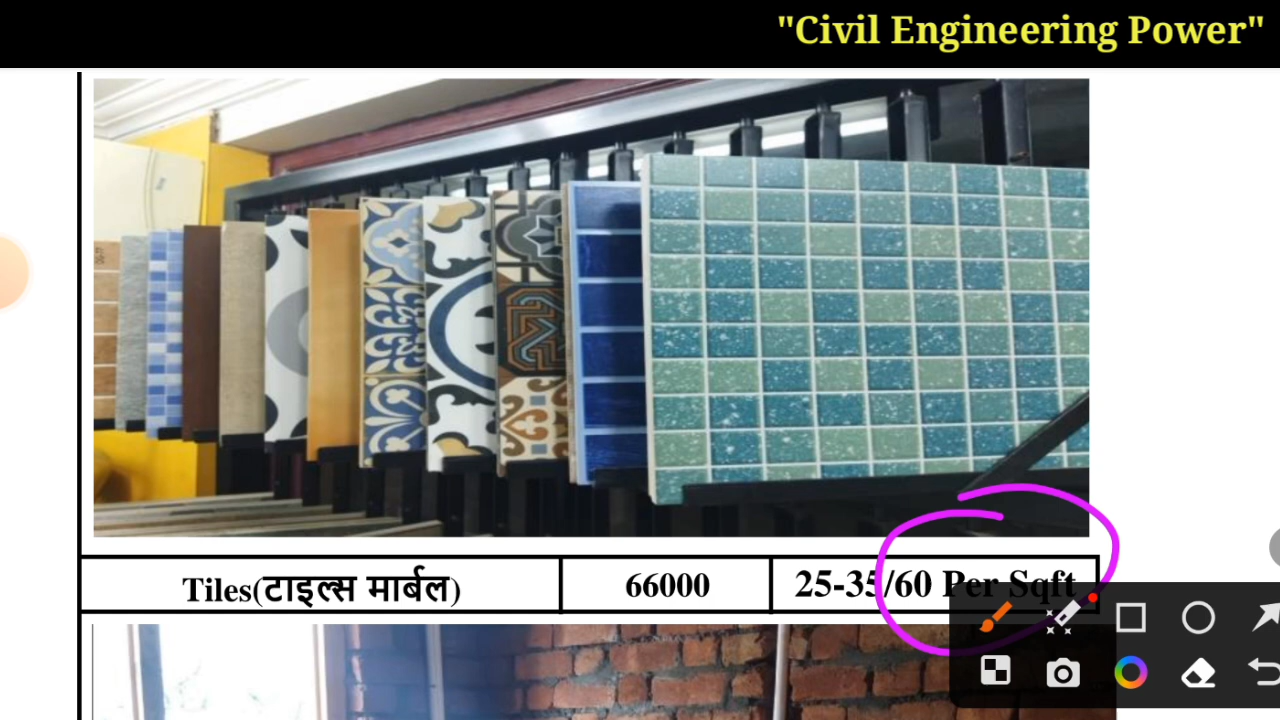 "Civil Engineering Power"
Tiles(टाइल्स मार्बल) 66000 25-35/60 Per Sqft